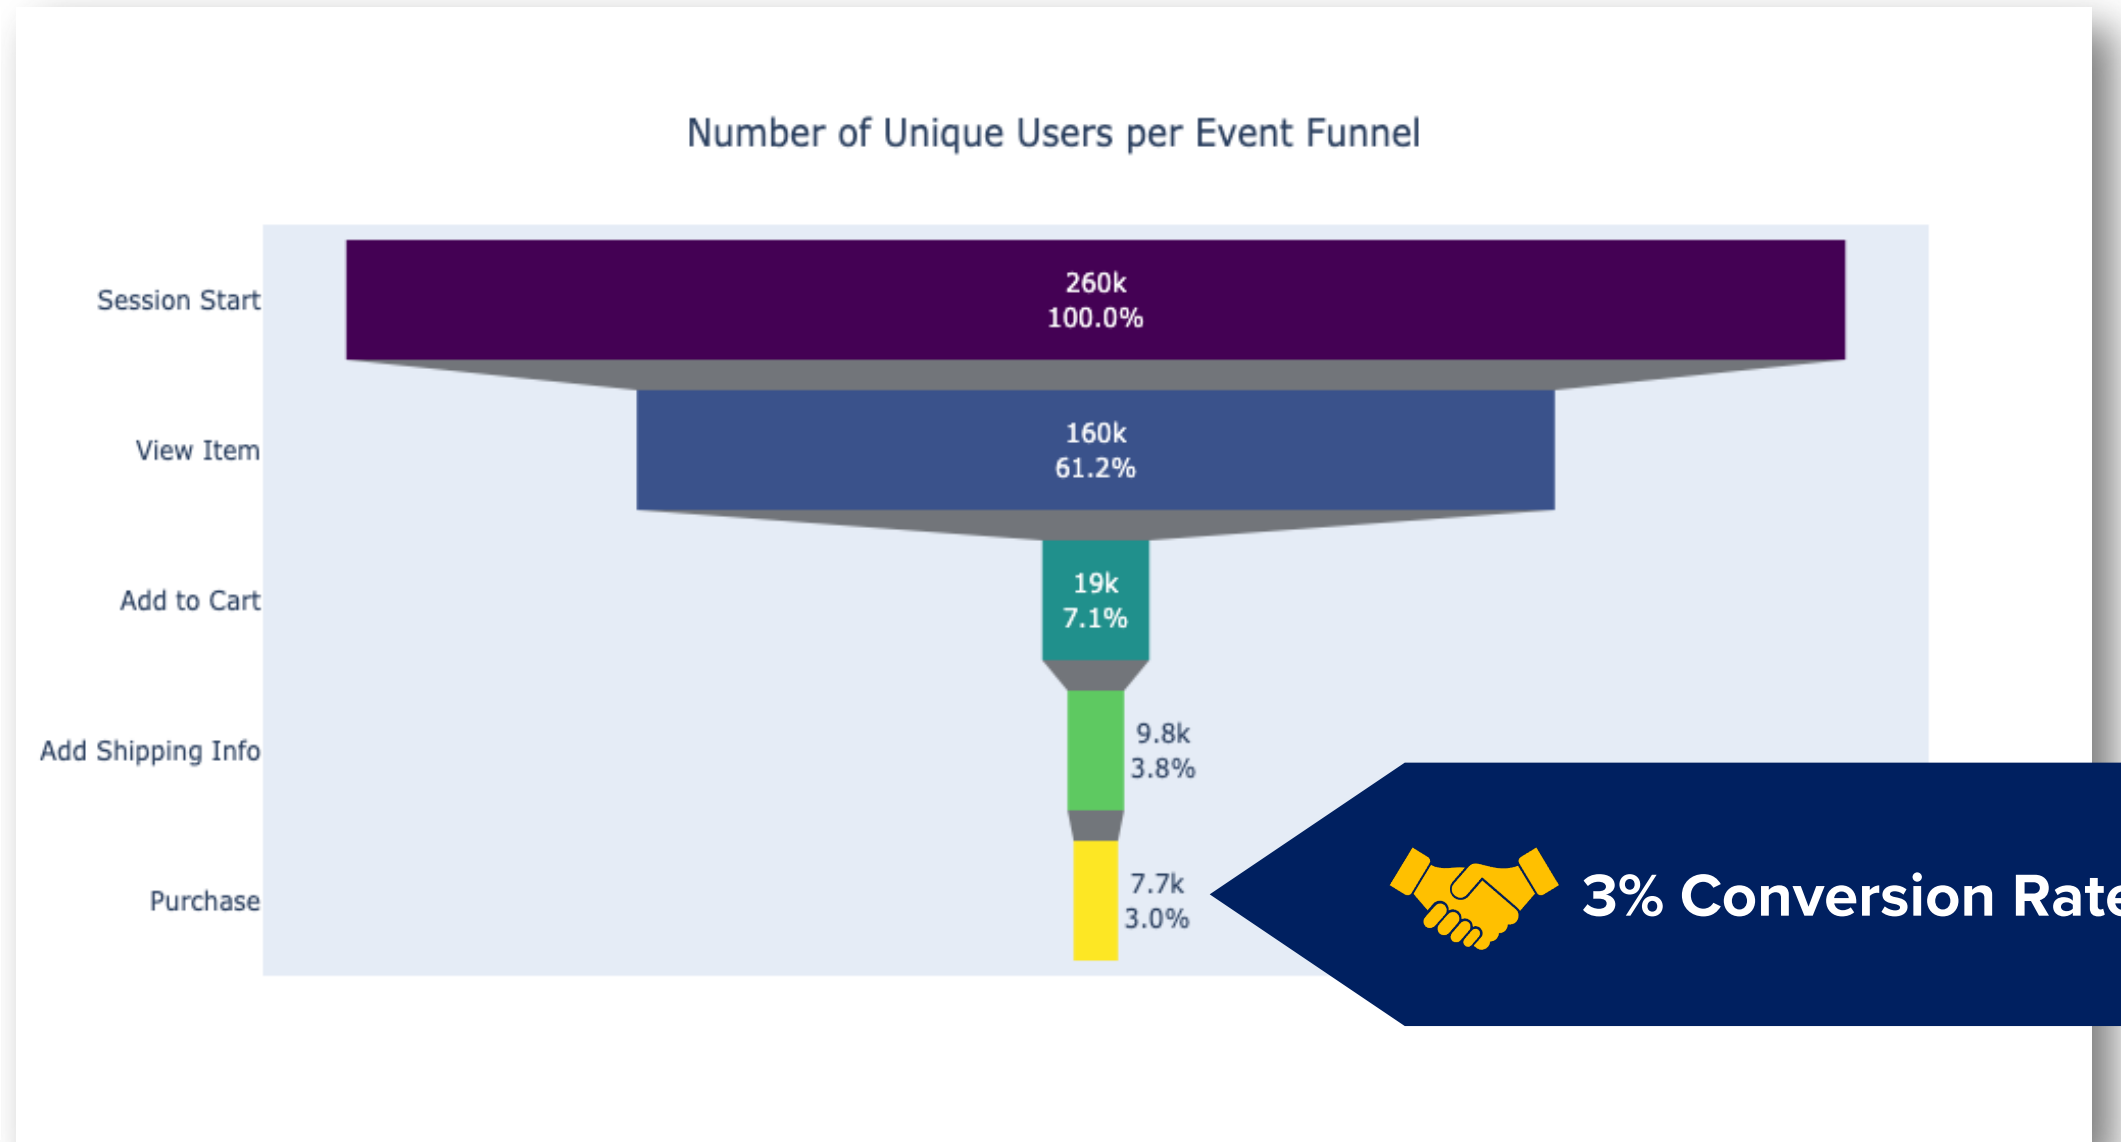 Number of Unique Users per Event Funnel
Session Start
260k
100.0%
View Item
160k
61.2%
Add to Cart
19k
7.1%
Add Shipping Info
9.8k
3.8%
Purchase
7.7k
3.0%
3% Conversion Rate